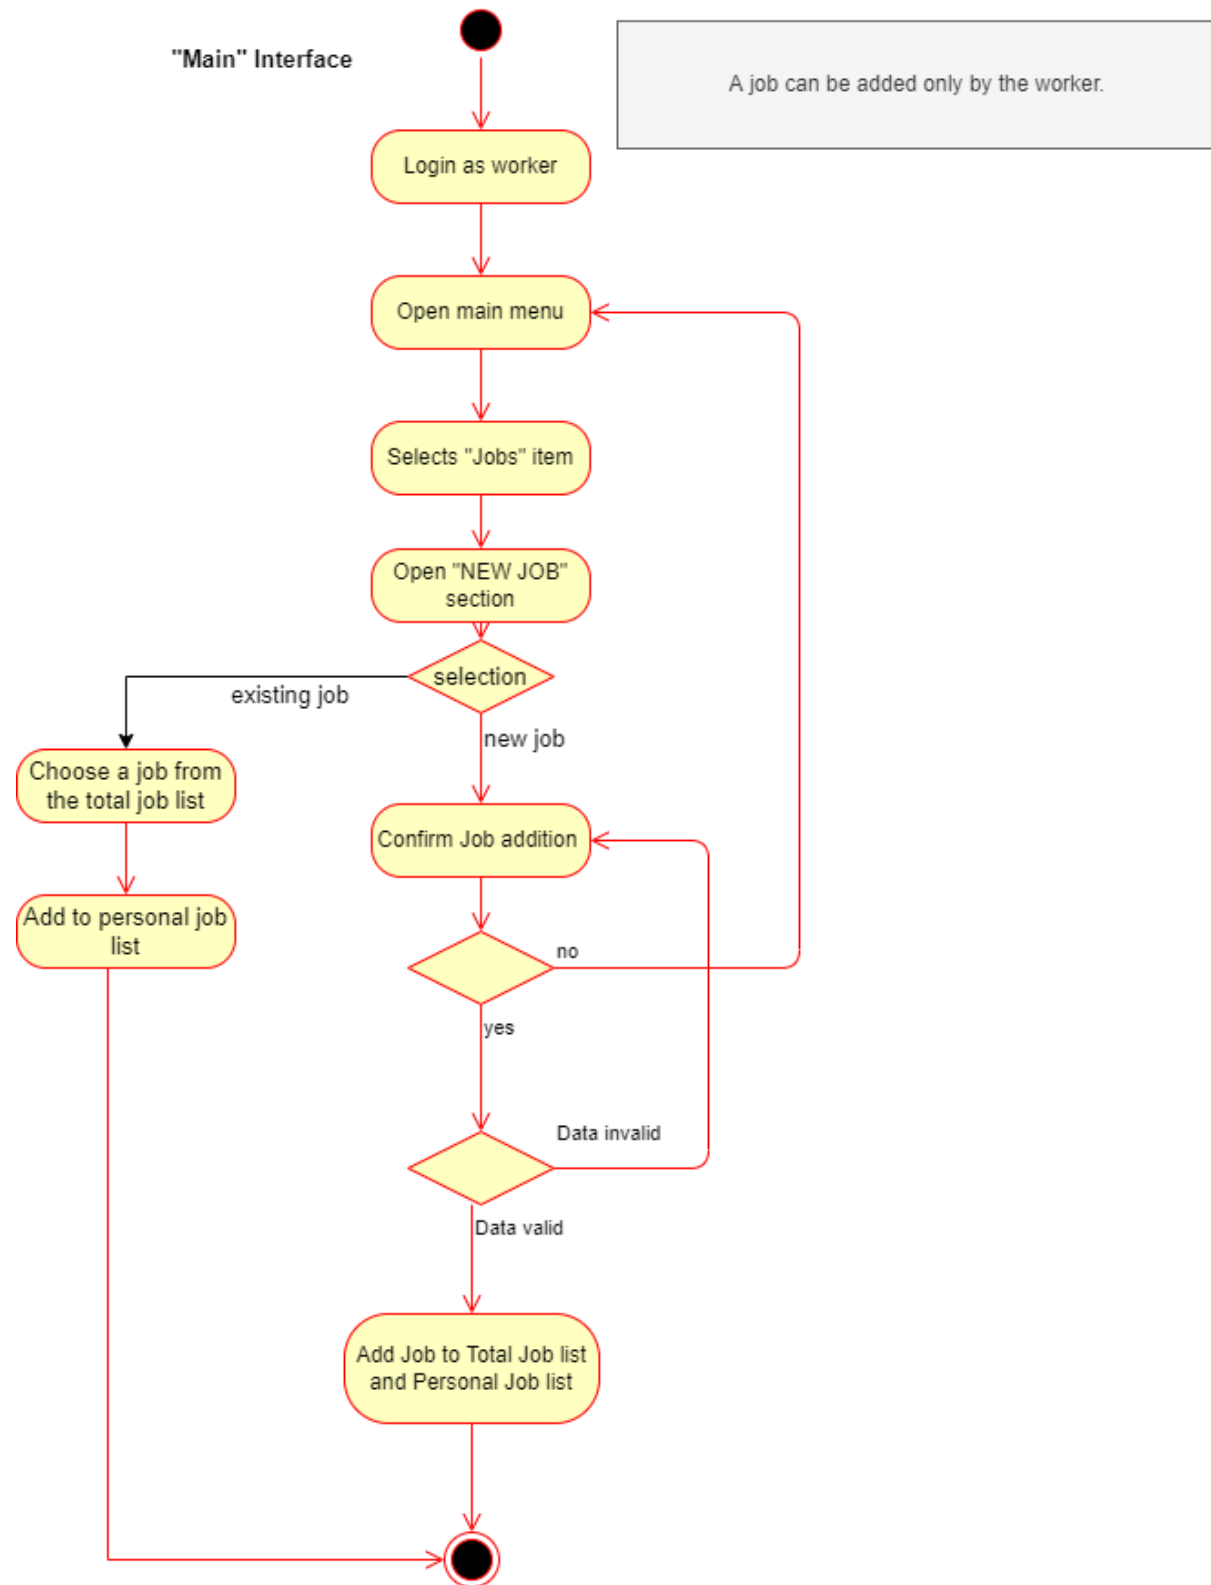 "Main" Interface
A job can be added only by the worker.
Login as worker
Open main menu
Selects "Jobs" item
Open "NEW JOB"
section
selection
existing job
new job
Choose a job from
the total job list
Confirm Job addition
Add to personal job
list
no
yes
Data invalid
Data valid
Add Job to Total Job list
and Personal Job list